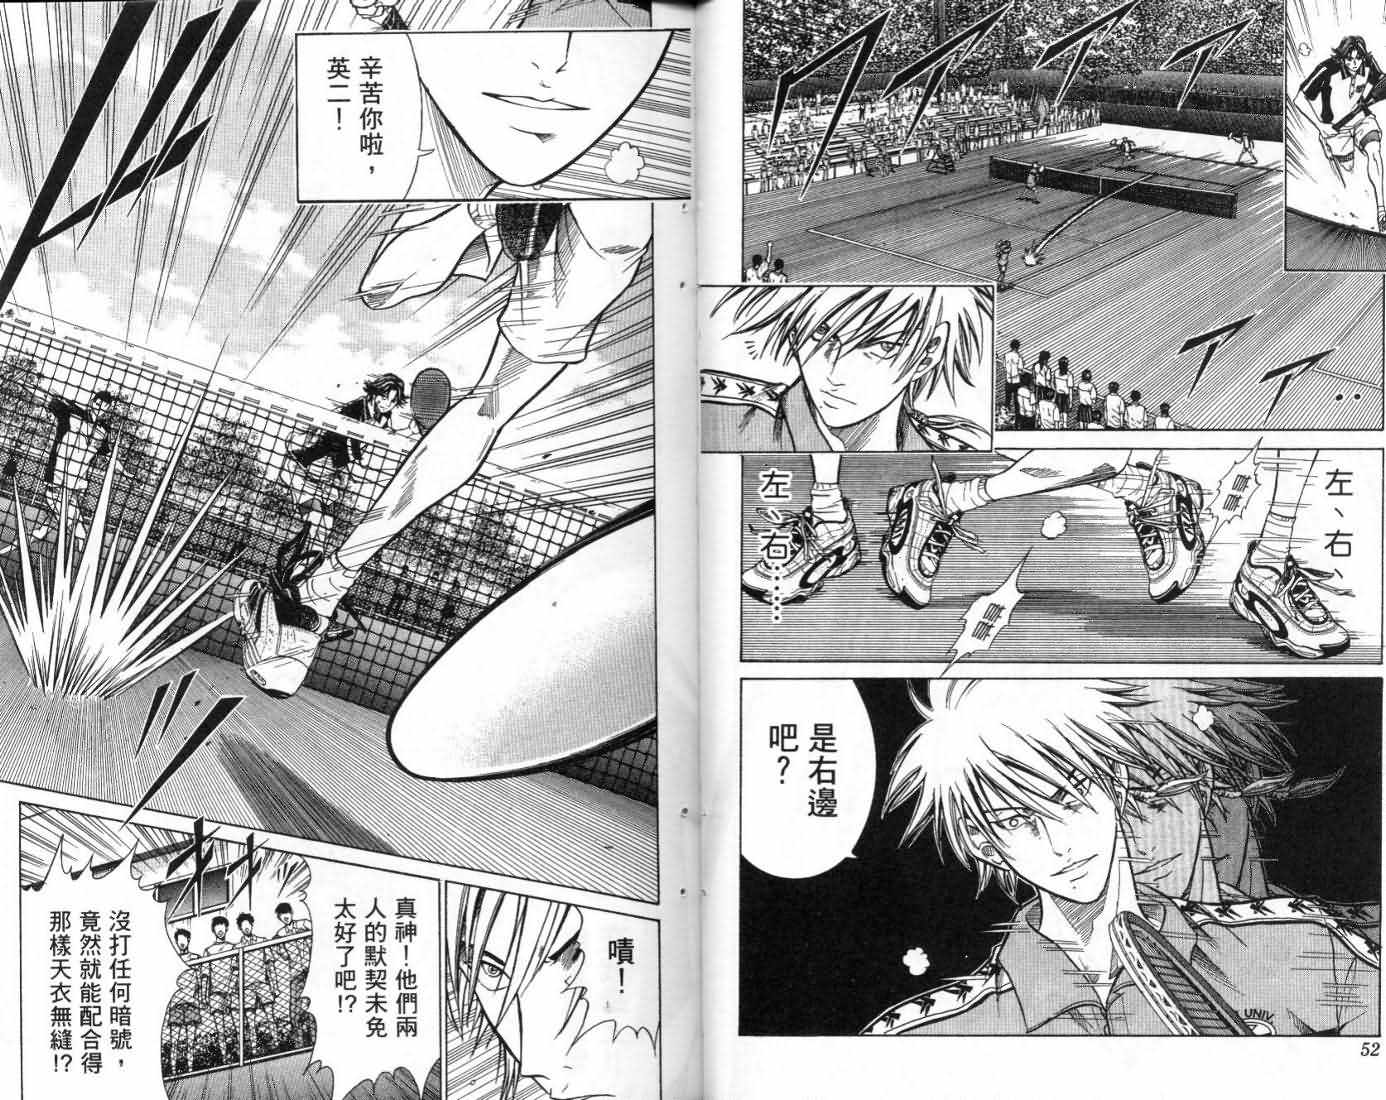 左、右、
左、右……
是右邊
吧？
UNIV
52
辛苦你啦，
英二！
嘖！
真神！他們兩
人的默契未免
太好了吧!?
沒打任何暗號，
竟然就能配合得
那樣天衣無縫!?